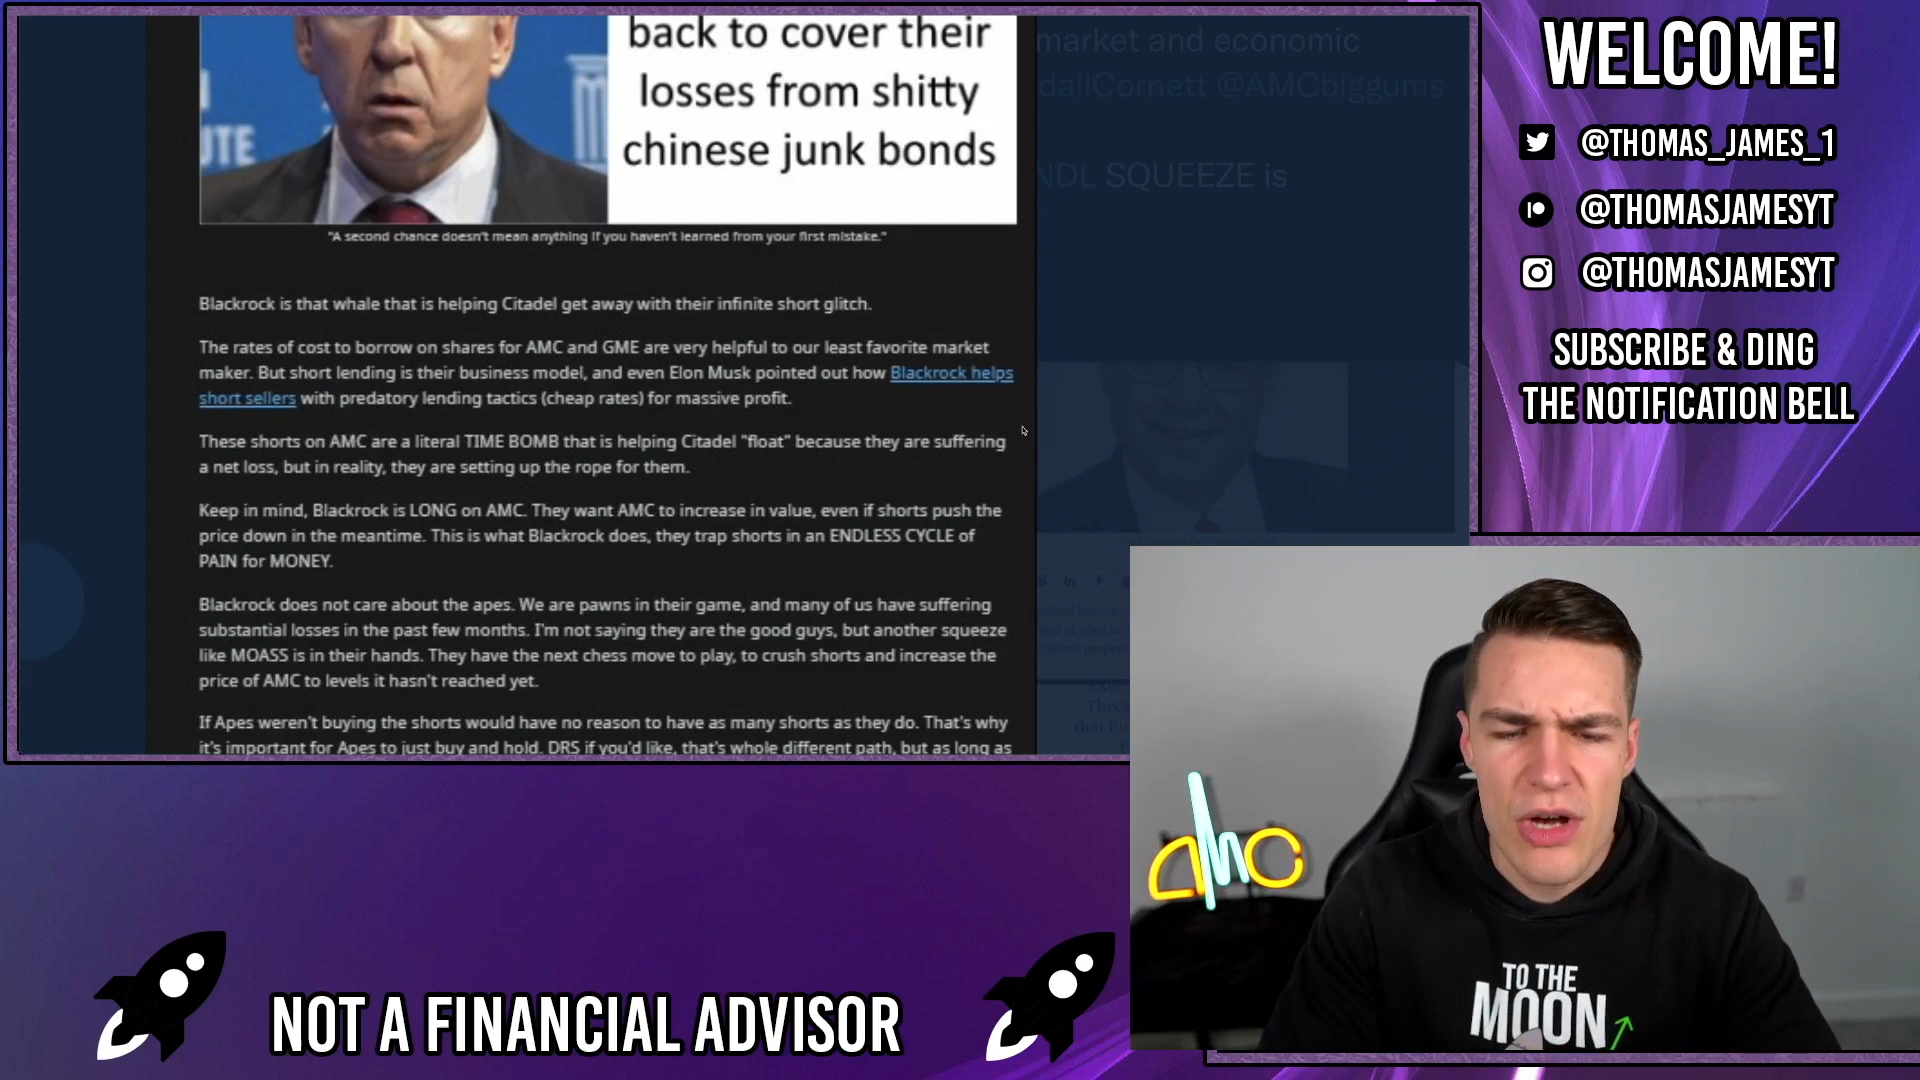 back to cover their
losses from shitty
chinese junk bonds
UTE
"A second chance doesn't mean anything if you haven't learned from your first mistake."
Blackrock is that whale that is helping Citadel get away with their infinite short glitch.
The rates of cost to borrow on shares for AMC and GME are very helpful to our least favorite market
maker. But short lending is their business model, and even Elon Musk pointed out how Blackrock helps
short sellers with predatory lending tactics (cheap rates) for massive profit.
These shorts on AMC are a literal TIME BOMB that is helping Citadel "float" because they are suffering
a net loss, but in reality, they are setting up the rope for them.
Keep in mind, Blackrock is LONG on AMC. They want AMC to increase in value, even if shorts push the
price down in the meantime. This is what Blackrock does, they trap shorts in an ENDLESS CYCLE of
PAIN for MONEY.
Blackrock does not care about the apes. We are pawns in their game, and many of us have suffering
substantial losses in the past few months. I'm not saying they are the good guys, but another squeeze
like MOASS is in their hands. They have the next chess move to play, to crush shorts and increase the
price of AMC to levels it hasn't reached yet.
If Apes weren't buying the shorts would have no reason to have as many shorts as they do. That's why
it's important for Apes to just buy and hold. DRS if you'd like, that's whole different path, but as long as
market and economic
dallCornett @AMCbiggums
NDL SQUEEZE is
WELCOME!
@THOMAS_JAMES_1
@THOMASJAMESYT
@THOMASJAMESYT
SUBSCRIBE & DING
THE NOTIFICATION BELL
amc
TO THE
MOON
NOT A FINANCIAL ADVISOR